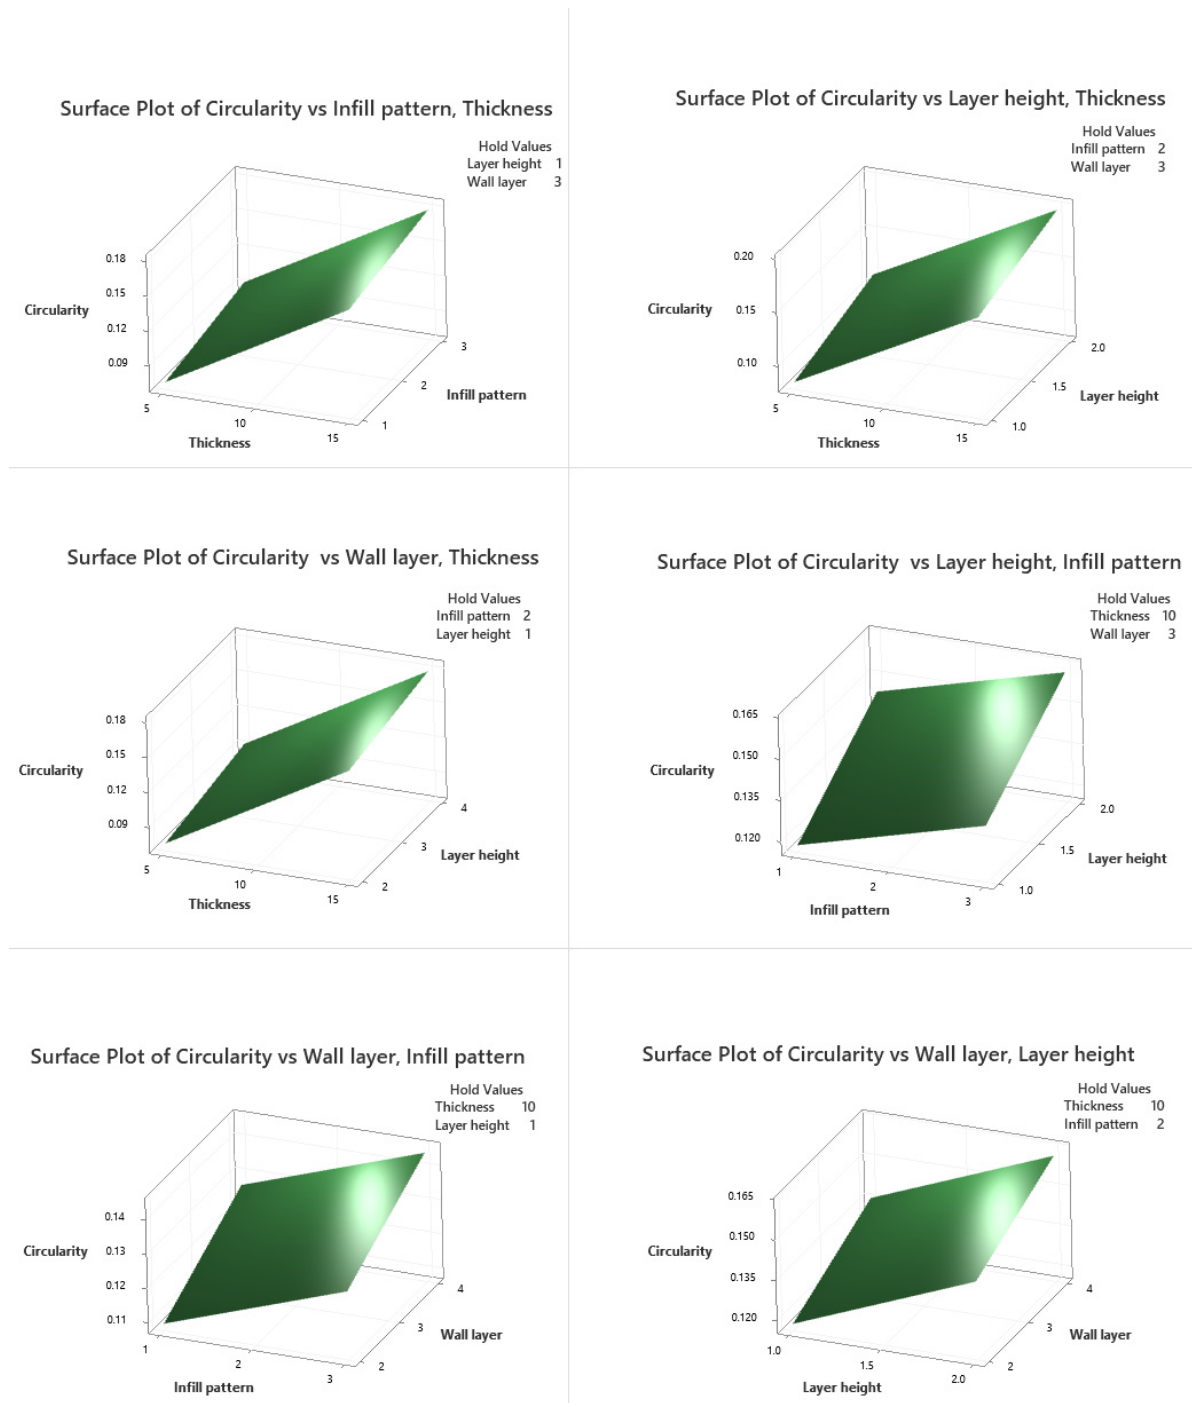 Surface Plot of Circularity vs Infill pattern, Thickness
Hold Values
Layer height 1
Wall layer 3
0.18
0.15
Circularity
0.12
0.09
3
2
Infill pattern
1
5
10
15
Thickness
Surface Plot of Circularity vs Layer height, Thickness
Hold Values
Infill pattern 2
Wall layer 3
0.20
Circularity
0.15
0.10
2.0
1.5
Layer height
1.0
5
10
15
Thickness
Surface Plot of Circularity vs Wall layer, Thickness
Hold Values
Infill pattern 2
Layer height 1
0.18
0.15
Circularity
0.12
0.09
4
3
Layer height
2
5
10
15
Thickness
Surface Plot of Circularity vs Layer height, Infill pattern
Hold Values
Thickness 10
Wall layer 3
0.165
0.150
Circularity
0.135
0.120
2.0
1.5
Layer height
1.0
1
2
3
Infill pattern
Surface Plot of Circularity vs Wall layer, Infill pattern
Hold Values
Thickness 10
Layer height 1
0.14
Circularity
0.13
0.12
0.11
4
3
Wall layer
2
1
2
3
Infill pattern
Surface Plot of Circularity vs Wall layer, Layer height
Hold Values
Thickness 10
Infill pattern 2
0.165
0.150
Circularity
0.135
0.120
4
3
Wall layer
2
1.0
1.5
2.0
Layer height